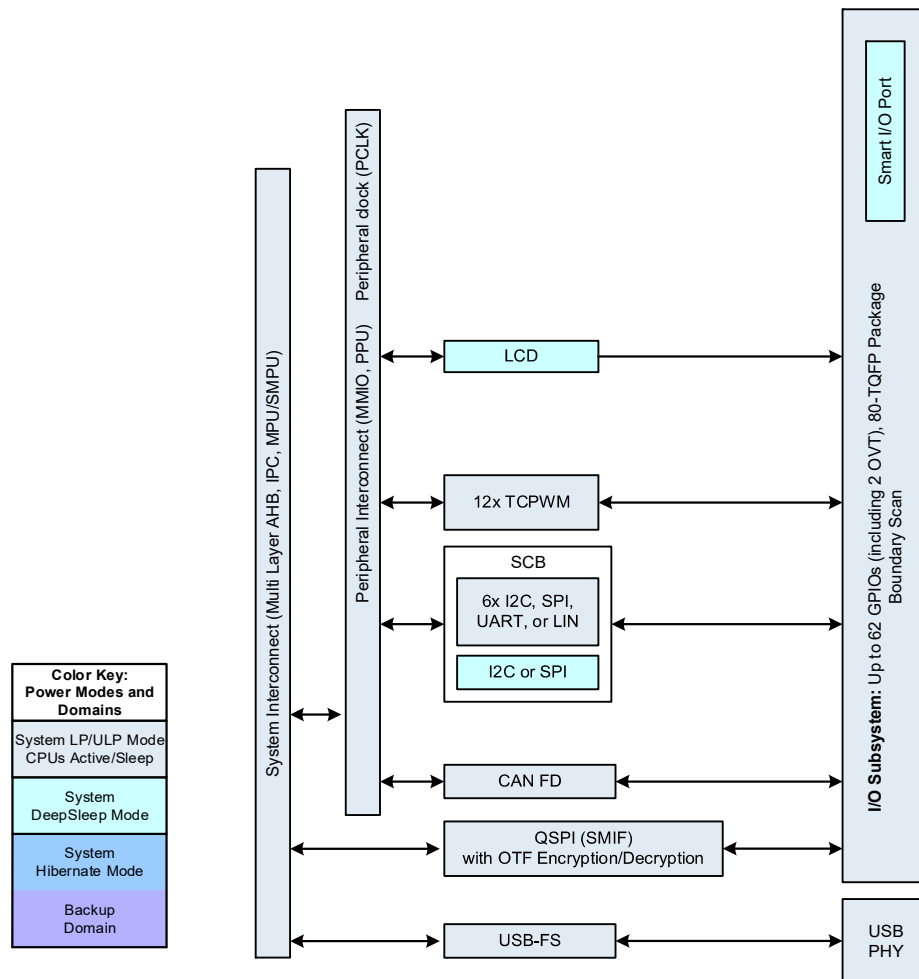 Smart I/O Port
I/O Subsystem: Up to 62 GPIOs (including 2 OVT), 80-TQFP Package
Boundary Scan
Peripheral Interconnect (MMIO, PPU) Peripheral dock (PCLK)
System Interconnect (Multi Layer AHB, IPC, MPU/SMPU)
LCD
12x TCPWM
SCB
6x I2C, SPI,
UART, or LIN
I2C or SPI
CAN FD
QSPI (SMIF)
with OTF Encryption/Decryption
USB-FS
USB
PHY
Color Key:
Power Modes and
Domains
System LP/ULP Mode
CPUs Active/Sleep
System
DeepSleep Mode
System
Hibernate Mode
Backup
Domain